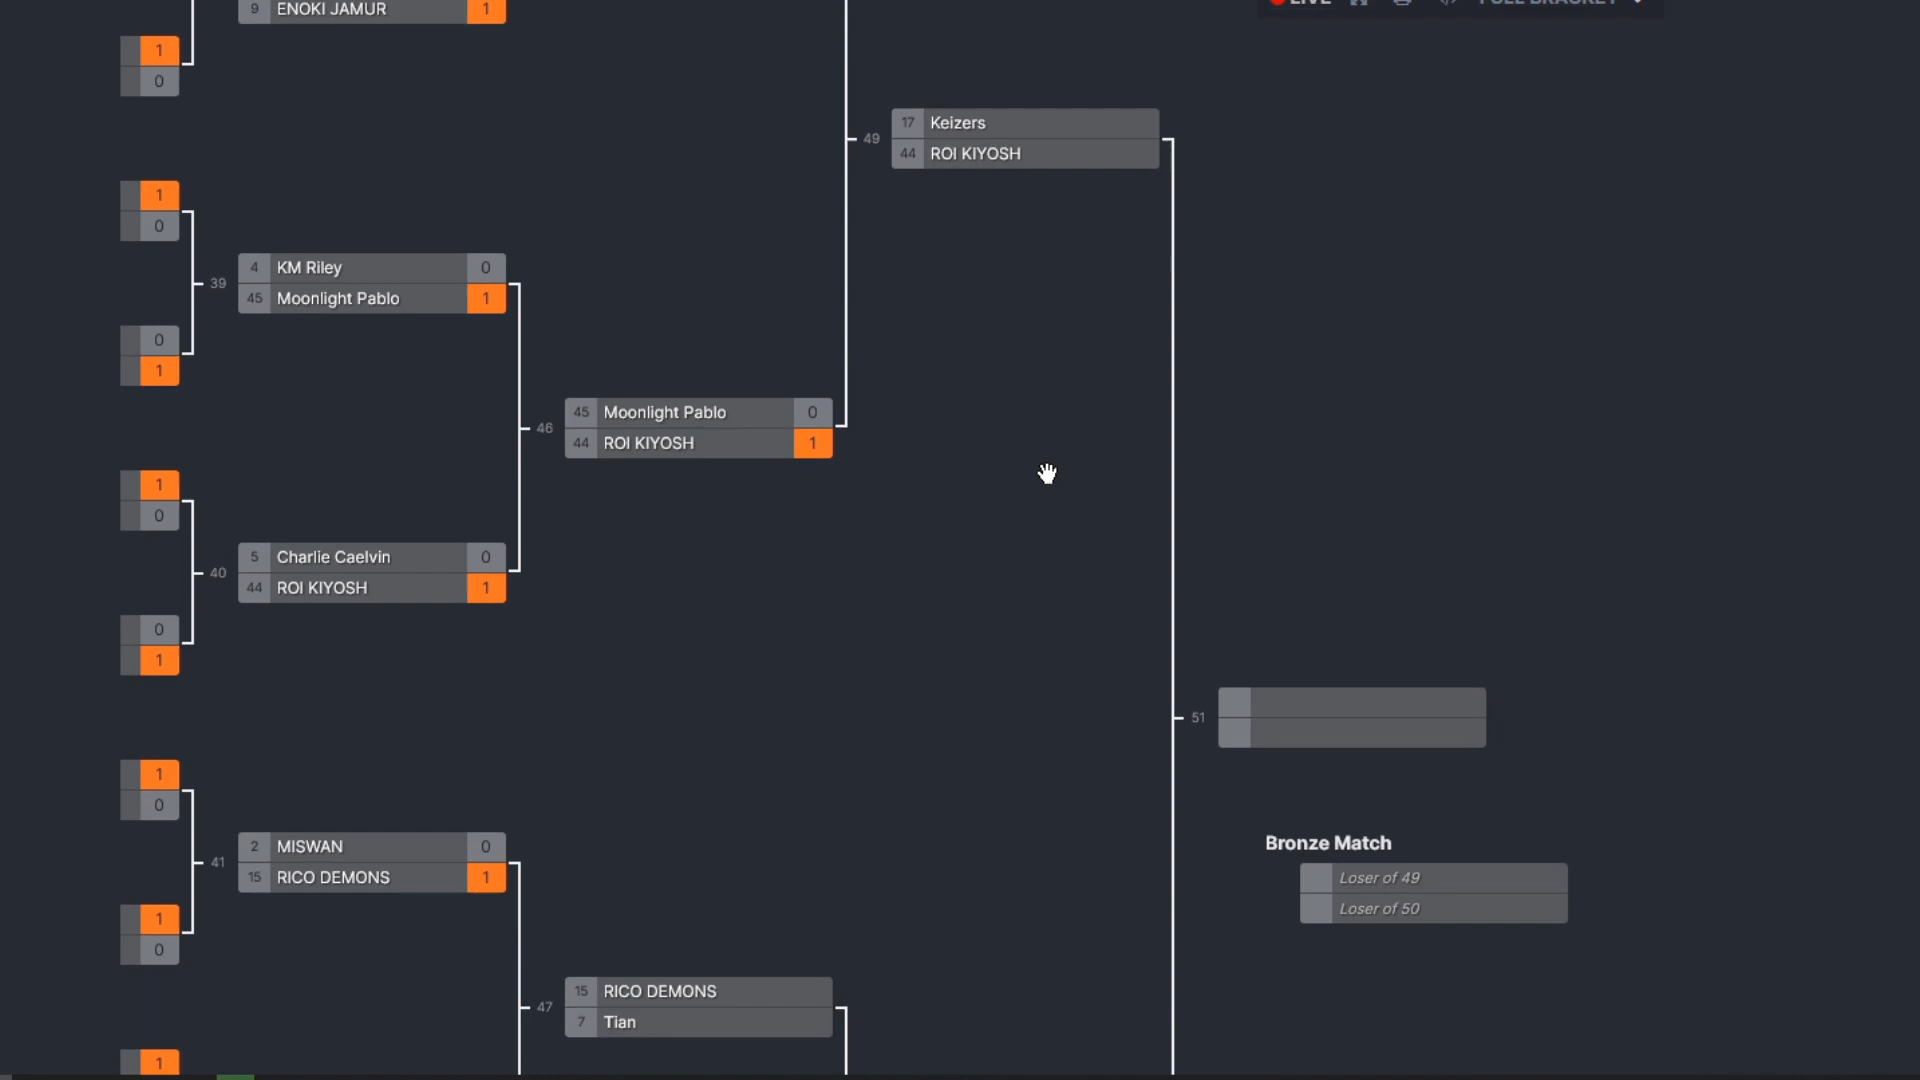 9 ENOKI JAMUR 1
LIVE FULL BRACKET
1
0
49
17 Keizers
44 ROI KIYOSH
1
0
39
4 KM Riley 0
45 Moonlight Pablo 1
0
1
46
45 Moonlight Pablo 0
44 ROI KIYOSH 1
1
0
40
5 Charlie Caelvin 0
44 ROI KIYOSH 1
0
1
51
1
0
41
2 MISWAN 0
15 RICO DEMONS 1
Bronze Match
Loser of 49
Loser of 50
1
0
47
15 RICO DEMONS
7 Tian
1